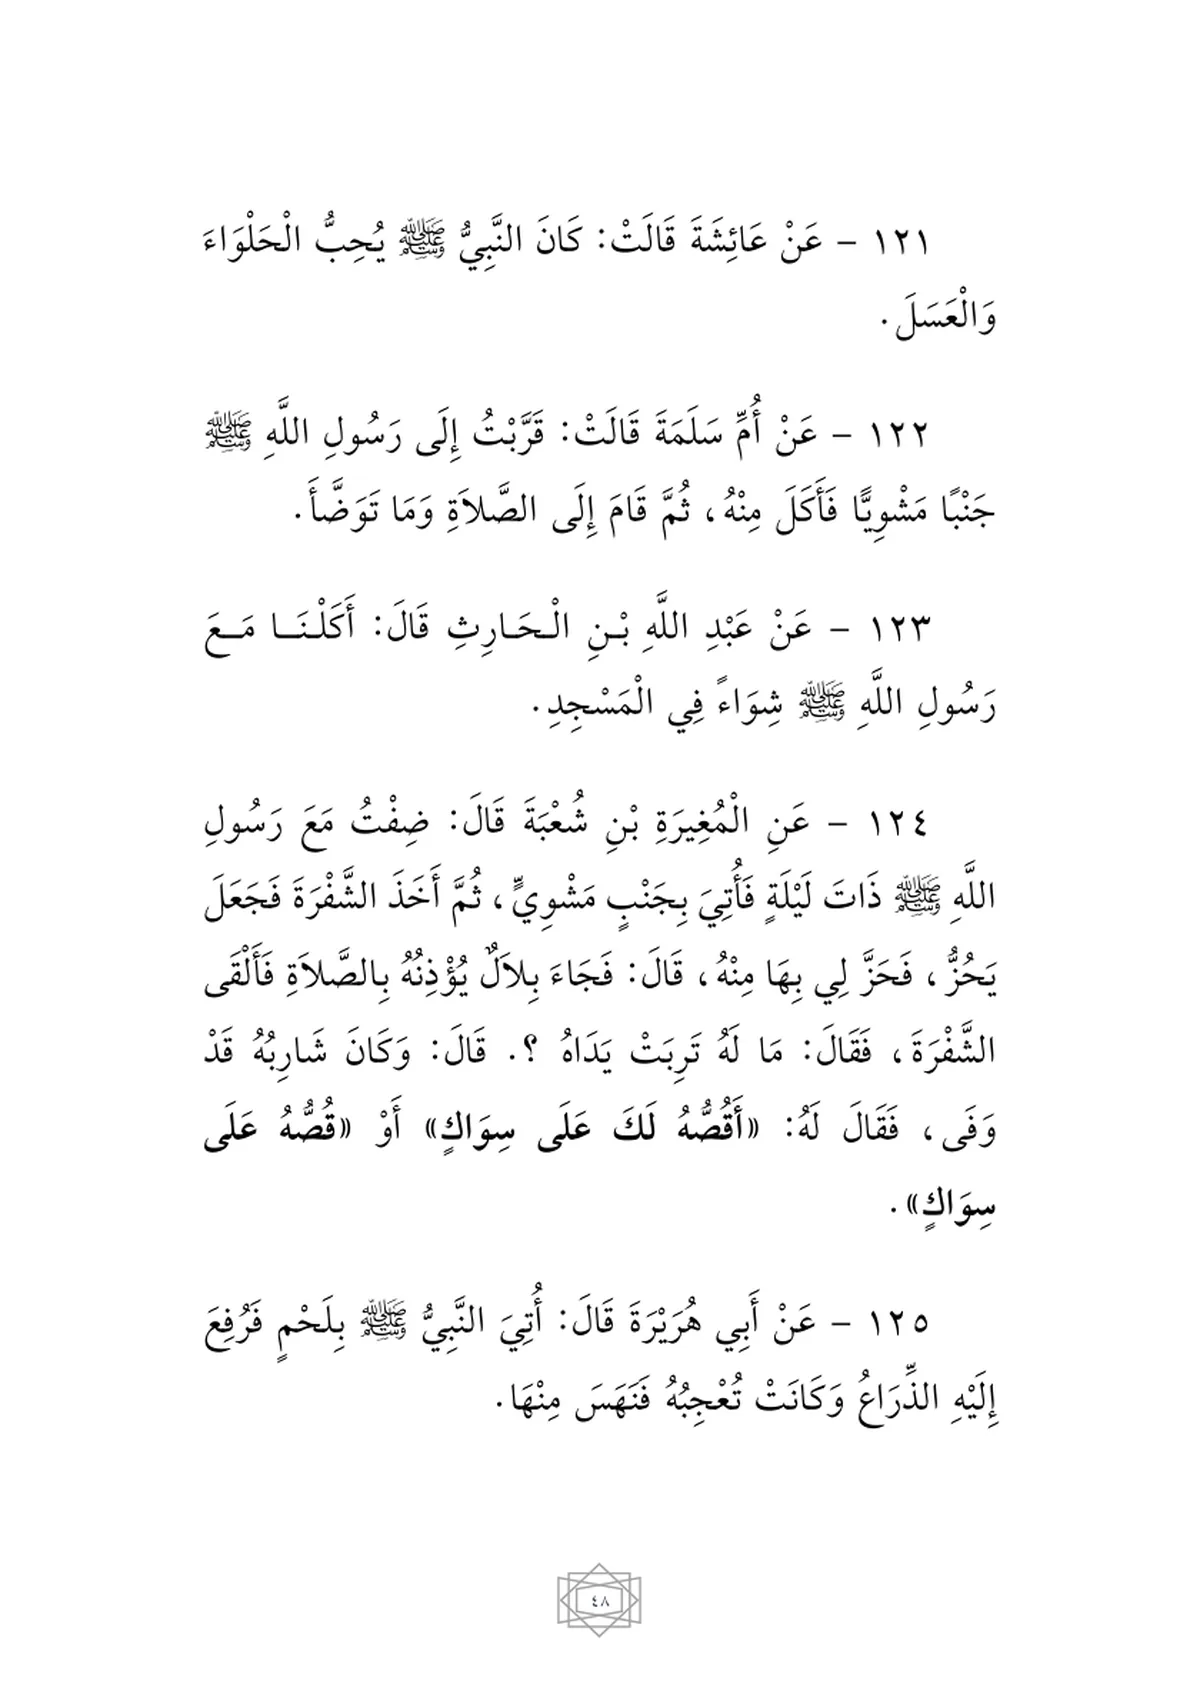 ١٢١ – عَنْ عَائِشَةَ قَالَتْ: كَانَ النَّبِيُّ ﷺ يُحِبُّ الْحَلْوَاءَ
وَالْعَسَلَ.
١٢٢ – عَنْ أُمِّ سَلَمَةَ قَالَتْ: قَرَّبْتُ إِلَى رَسُولِ اللَّهِ ﷺ
جَنْبًا مَشْوِيًّا فَأَكَلَ مِنْهُ، ثُمَّ قَامَ إِلَى الصَّلاَةِ وَمَا تَوَضَّأَ.
١٢٣ – عَنْ عَبْدِ اللَّهِ بْنِ الْحَارِثِ قَالَ: أَكَلْنَا مَعَ
رَسُولِ اللَّهِ ﷺ شِوَاءً فِي الْمَسْجِدِ.
١٢٤ – عَنِ الْمُغِيرَةِ بْنِ شُعْبَةَ قَالَ: ضِفْتُ مَعَ رَسُولِ
اللَّهِ ﷺ ذَاتَ لَيْلَةٍ فَأُتِيَ بِجَنْبٍ مَشْوِيٍّ، ثُمَّ أَخَذَ الشَّفْرَةَ فَجَعَلَ
يَحُزُّ، فَحَزَّ لِي بِهَا مِنْهُ، قَالَ: فَجَاءَ بِلاَلٌ يُؤْذِنُهُ بِالصَّلاَةِ فَأَلْقَى
الشَّفْرَةَ، فَقَالَ: مَا لَهُ تَرِبَتْ يَدَاهُ ؟. قَالَ: وَكَانَ شَارِبُهُ قَدْ
وَفَى، فَقَالَ لَهُ: «أَقُصُّهُ لَكَ عَلَى سِوَاكٍ» أَوْ «قُصُّهُ عَلَى
سِوَاكٍ».
١٢٥ – عَنْ أَبِي هُرَيْرَةَ قَالَ: أُتِيَ النَّبِيُّ ﷺ بِلَحْمٍ فَرُفِعَ
إِلَيْهِ الذِّرَاعُ وَكَانَتْ تُعْجِبُهُ فَنَهَسَ مِنْهَا.
٤٨